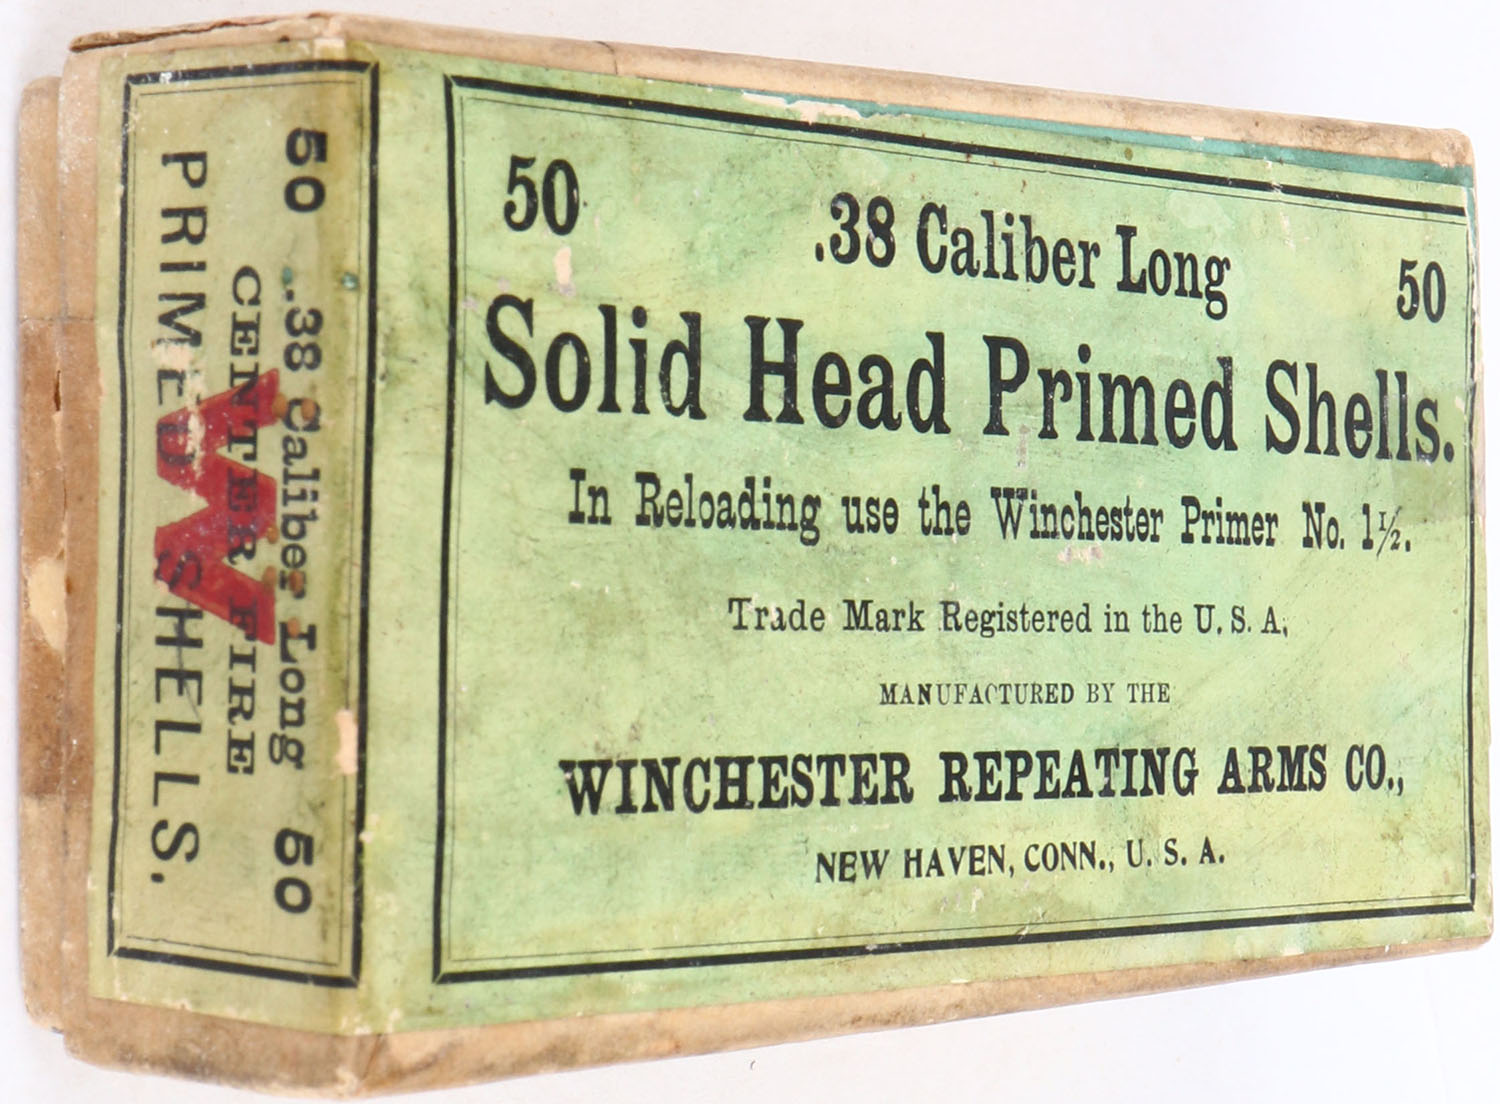 50 .38 Caliber Long 50
Solid Head Primed Shells.
In Reloading use the Winchester Primer No. 1½.
Trade Mark Registered in the U. S. A.
MANUFACTURED BY THE
WINCHESTER REPEATING ARMS CO.,
NEW HAVEN, CONN., U. S. A.
50 .38 Caliber Long 50
CENTER FIRE
PRIMED SHELLS.
W